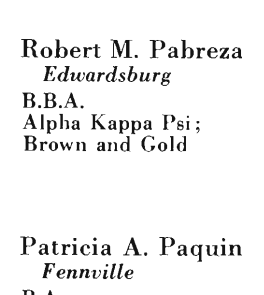 Robert M. Pabreza
Edwardsburg
B.B.A.
Alpha Kappa Psi;
Brown and Gold
Patricia A. Paquin
Fennville
B.A.